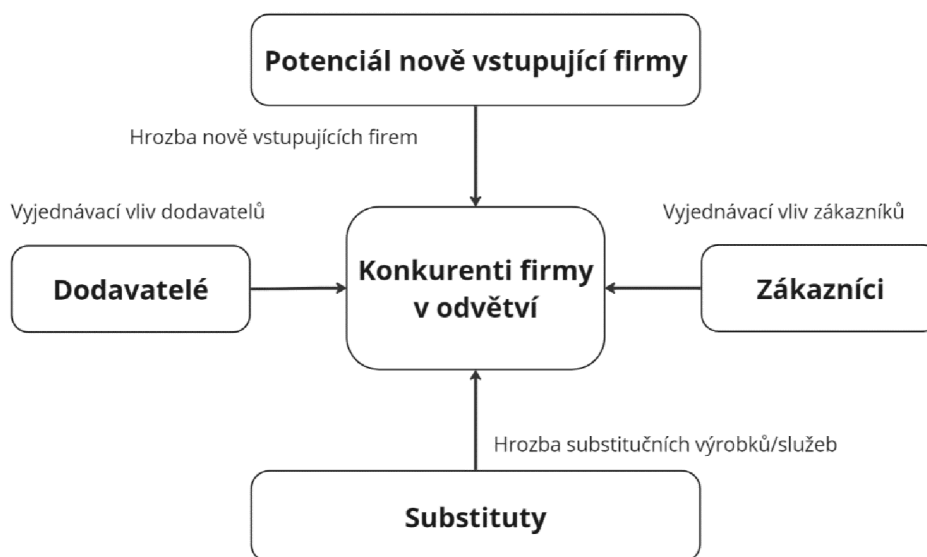 Potenciál nově vstupující firmy
Hrozba nově vstupujících firem
Vyjednávací vliv dodavatelů
Vyjednávací vliv zákazníků
Dodavatelé
Konkurenti firmy
v odvětví
Zákazníci
Hrozba substitučních výrobků/služeb
Substituty